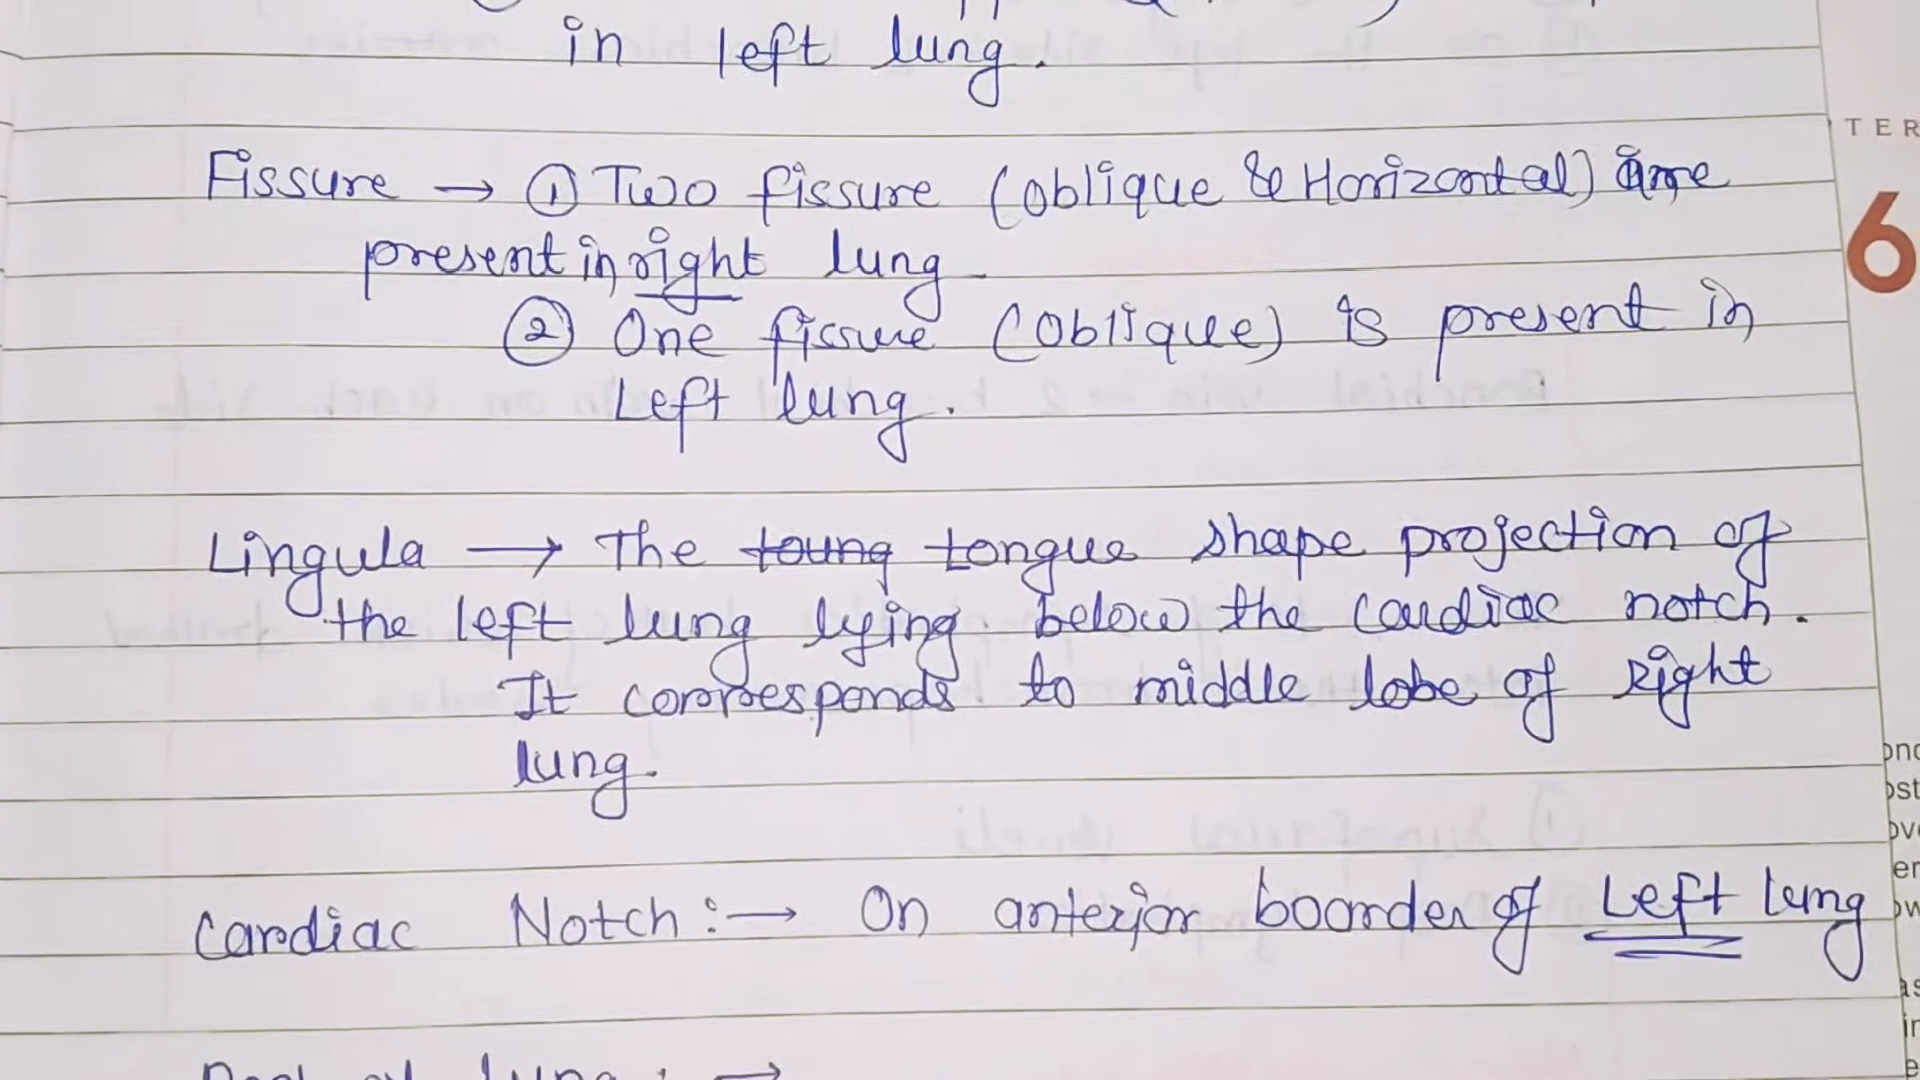 in left lung.
Fissure → ① Two fissure (oblique & Horizontal) are
present in right lung
② One fissure (Oblique) is present in
Left lung.
Lingula → The toung tongue shape projection of
the left lung lying below the cardiac notch.
It corresponds to middle lobe of right
lung.
Cardiac Notch :→ On anterior boarder of Left lung
TER
6